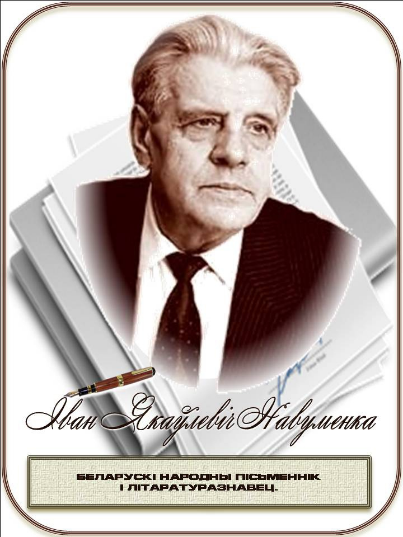 Іван Якаўлевіч Навуменка
БЕЛАРУСКІ НАРОДНЫ ПІСЬМЕННІК
І ЛІТАРАТУРАЗНАВЕЦ.